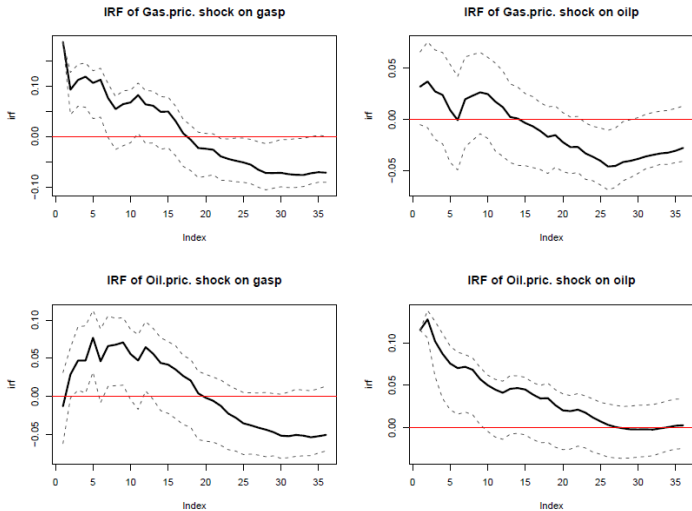 IRF of Gas.pric. shock on gasp
irf
0.10
0.00
−0.10
0 5 10 15 20 25 30 35
Index
IRF of Gas.pric. shock on oilp
irf
0.05
0.00
−0.05
0 5 10 15 20 25 30 35
Index
IRF of Oil.pric. shock on gasp
irf
0.10
0.05
0.00
−0.05
0 5 10 15 20 25 30 35
Index
IRF of Oil.pric. shock on oilp
irf
0.10
0.05
0.00
0 5 10 15 20 25 30 35
Index